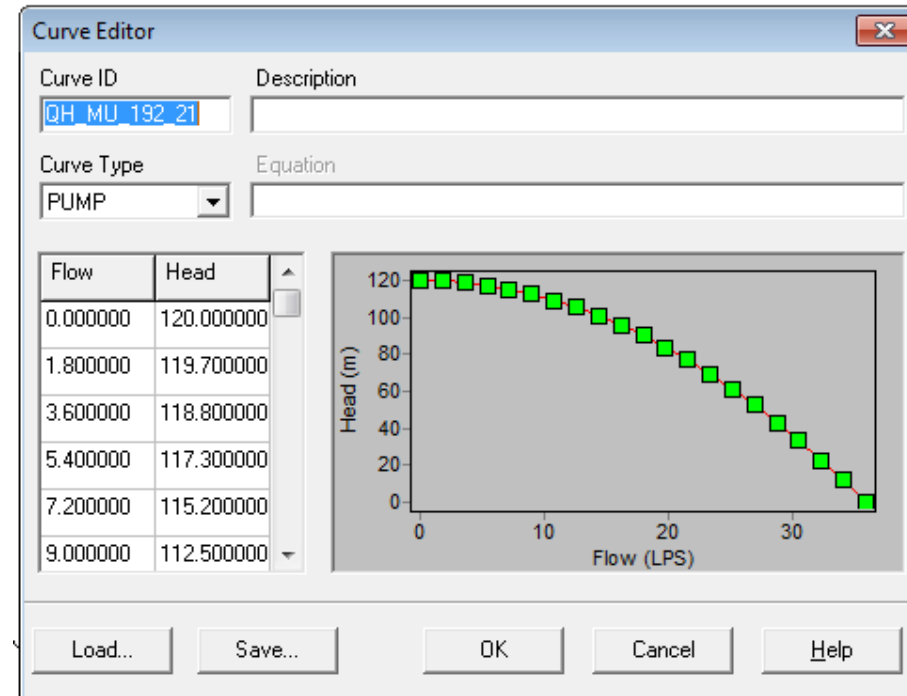 Curve Editor
Curve ID Description
QH_MU_192_21
Curve Type Equation
PUMP
Flow Head
0.000000 120.000000
1.800000 119.700000
3.600000 118.800000
5.400000 117.300000
7.200000 115.200000
9.000000 112.500000
120
100
80
60
40
20
0
Head (m)
0 10 20 30
Flow (LPS)
Load... Save... OK Cancel Help